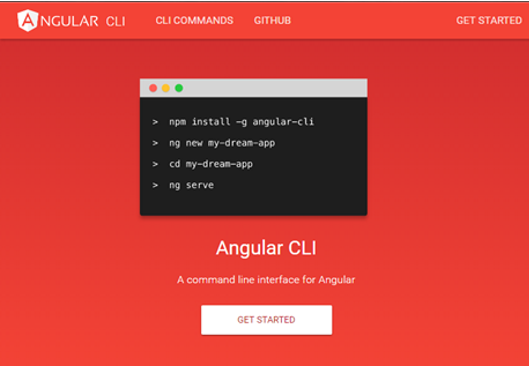 ANGULAR CLI CLI COMMANDS GITHUB GET STARTED
> npm install -g angular-cli
> ng new my-dream-app
> cd my-dream-app
> ng serve
Angular CLI
A command line interface for Angular
GET STARTED